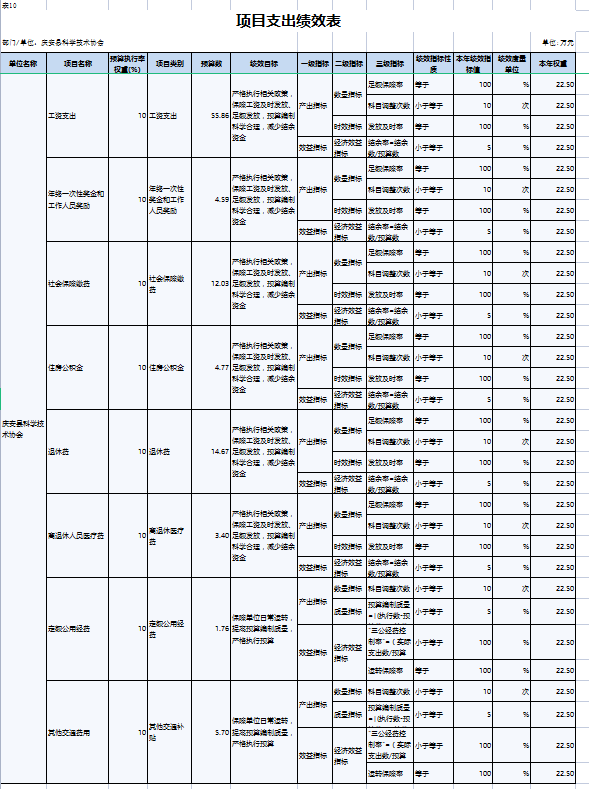 表10
项目支出绩效表
部门/单位：庆安县科学技术协会 单位：万元
单位名称 项目名称 预算执行率权重(%) 项目类别 预算数 绩效目标 一级指标 二级指标 三级指标 绩效指标性质 本年绩效指标值 绩效度量单位 本年权重
庆安县科学技术协会
工资支出 10 工资支出 55.86 严格执行相关政策，保障工资及时发放、足额发放，预算编制科学合理，减少结余资金
产出指标 数量指标 足额保障率 等于 100 % 22.50
科目调整次数 小于等于 10 次 22.50
时效指标 发放及时率 等于 100 % 22.50
效益指标 经济效益指标 结余率=结余数/预算数 小于等于 5 % 22.50
年终一次性奖金和工作人员奖励 10 年终一次性奖金和工作人员奖励 4.59 严格执行相关政策，保障工资及时发放、足额发放，预算编制科学合理，减少结余资金
产出指标 数量指标 足额保障率 等于 100 % 22.50
科目调整次数 小于等于 10 次 22.50
时效指标 发放及时率 等于 100 % 22.50
效益指标 经济效益指标 结余率=结余数/预算数 小于等于 5 % 22.50
社会保障缴费 10 社会保障缴费 12.03 严格执行相关政策，保障工资及时发放、足额发放，预算编制科学合理，减少结余资金
产出指标 数量指标 足额保障率 等于 100 % 22.50
科目调整次数 小于等于 10 次 22.50
时效指标 发放及时率 等于 100 % 22.50
效益指标 经济效益指标 结余率=结余数/预算数 小于等于 5 % 22.50
住房公积金 10 住房公积金 4.77 严格执行相关政策，保障工资及时发放、足额发放，预算编制科学合理，减少结余资金
产出指标 数量指标 足额保障率 等于 100 % 22.50
科目调整次数 小于等于 10 次 22.50
时效指标 发放及时率 等于 100 % 22.50
效益指标 经济效益指标 结余率=结余数/预算数 小于等于 5 % 22.50
退休费 10 退休费 14.67 严格执行相关政策，保障工资及时发放、足额发放，预算编制科学合理，减少结余资金
产出指标 数量指标 足额保障率 等于 100 % 22.50
科目调整次数 小于等于 10 次 22.50
时效指标 发放及时率 等于 100 % 22.50
效益指标 经济效益指标 结余率=结余数/预算数 小于等于 5 % 22.50
离退休人员医疗费 10 离退休医疗费 3.40 严格执行相关政策，保障工资及时发放、足额发放，预算编制科学合理，减少结余资金
产出指标 数量指标 足额保障率 等于 100 % 22.50
科目调整次数 小于等于 10 次 22.50
时效指标 发放及时率 等于 100 % 22.50
效益指标 经济效益指标 结余率=结余数/预算数 小于等于 5 % 22.50
定额公用经费 10 定额公用经费 1.76 保障单位日常运转，提高预算编制质量，严格执行预算
产出指标 数量指标 科目调整次数 小于等于 10 次 22.50
质量指标 预算编制质量=|(执行数-预 小于等于 5 % 22.50
效益指标 经济效益指标 “三公经费控制率”=（实际支出数/预算 小于等于 100 % 22.50
运转保障率 等于 100 % 22.50
其他交通费用 10 其他交通补贴 5.70 保障单位日常运转，提高预算编制质量，严格执行预算
产出指标 数量指标 科目调整次数 小于等于 10 次 22.50
质量指标 预算编制质量=|(执行数-预 小于等于 5 % 22.50
效益指标 经济效益指标 “三公经费控制率”=（实际支出数/预算 小于等于 100 % 22.50
运转保障率 等于 100 % 22.50